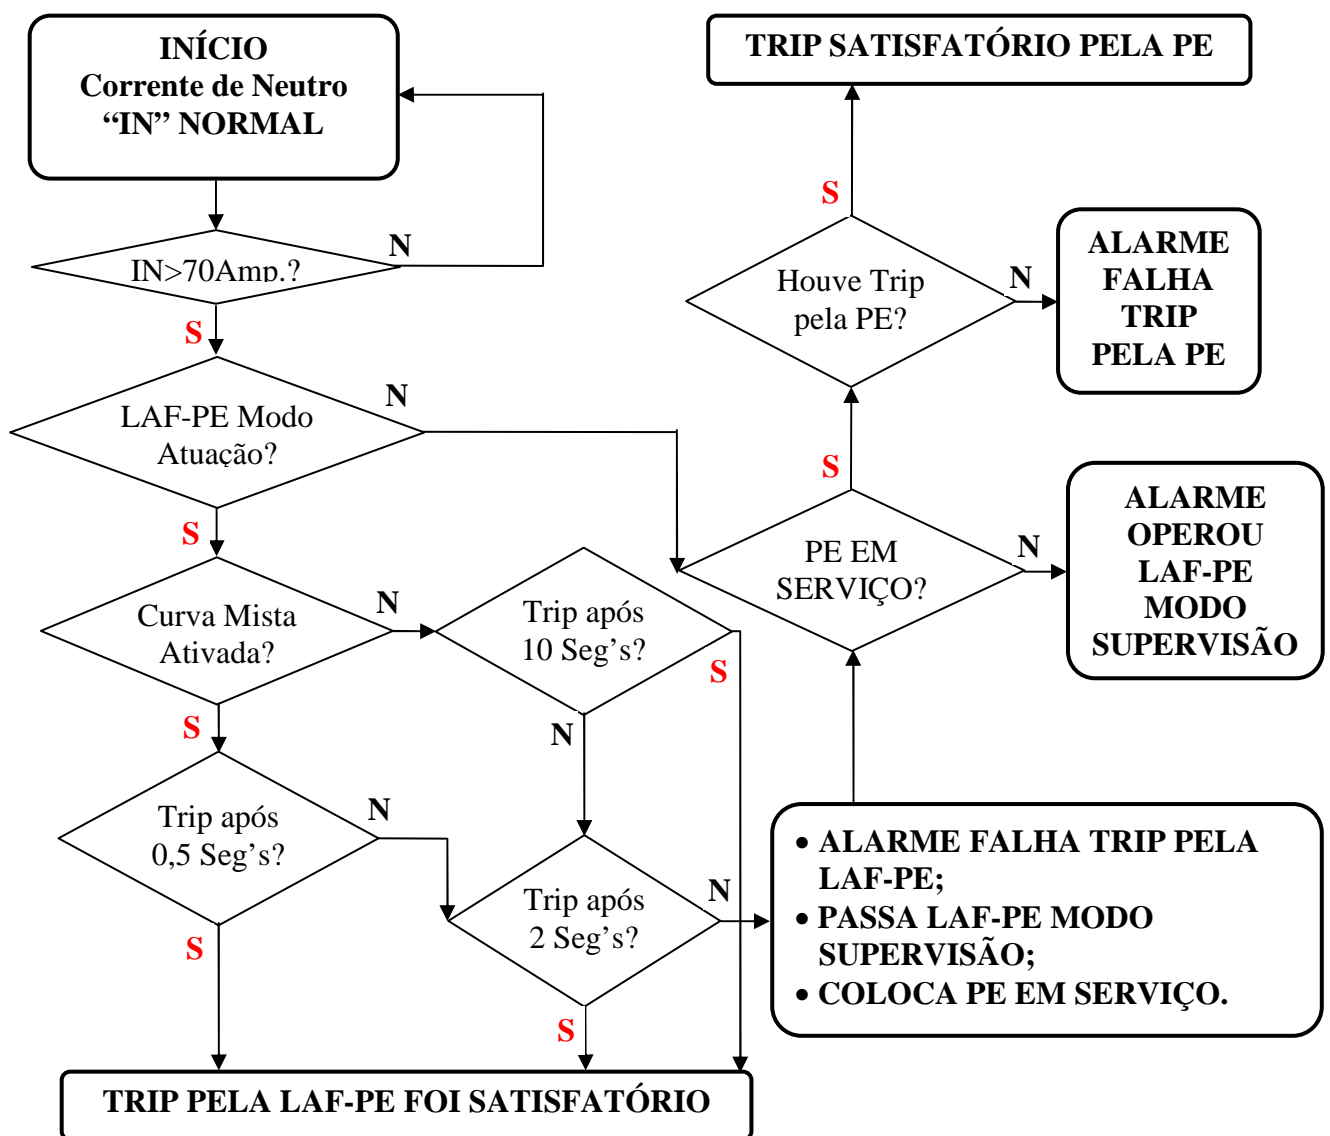 INÍCIO
Corrente de Neutro
“IN” NORMAL
IN>70Amp.?
N
S
LAF-PE Modo
Atuação?
N
S
Curva Mista
Ativada?
N
S
Trip após
10 Seg’s?
S
N
Trip após
0,5 Seg’s?
N
S
Trip após
2 Seg’s?
N
S
TRIP PELA LAF-PE FOI SATISFATÓRIO
TRIP SATISFATÓRIO PELA PE
S
Houve Trip
pela PE?
N
ALARME
FALHA
TRIP
PELA PE
S
PE EM
SERVIÇO?
N
ALARME
OPEROU
LAF-PE
MODO
SUPERVISÃO
• ALARME FALHA TRIP PELA
LAF-PE;
• PASSA LAF-PE MODO
SUPERVISÃO;
• COLOCA PE EM SERVIÇO.